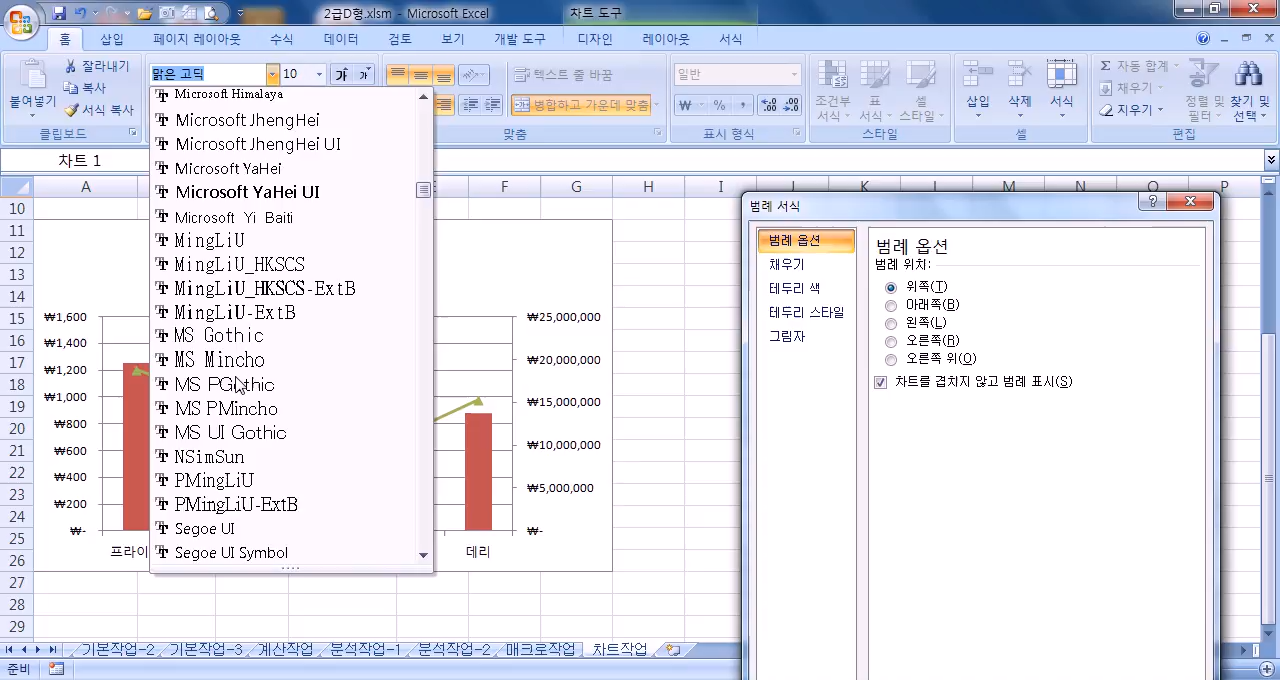 2급D형.xlsm - Microsoft Excel
차트 도구
홈 삽입 페이지 레이아웃 수식 데이터 검토 보기 개발 도구 디자인 레이아웃 서식
붙여넣기
잘라내기
복사
서식 복사
클립보드
맑은 고딕
10
텍스트 줄 바꿈
병합하고 가운데 맞춤
맞춤
일반
₩ % ,
표시 형식
조건부 서식
표 서식
셀 스타일
스타일
삽입
삭제
서식
셀
자동 합계
채우기
지우기
정렬 및 필터
찾기 및 선택
편집
차트 1
A F G H I J K L M N O P
10
11
12
13
14
15
16
17
18
19
20
21
22
23
24
25
26
27
28
29
Microsoft Himalaya
Microsoft JhengHei
Microsoft JhengHei UI
Microsoft YaHei
Microsoft YaHei UI
Microsoft Yi Baiti
MingLiU
MingLiU_HKSCS
MingLiU_HKSCS-ExtB
MingLiU-ExtB
MS Gothic
MS Mincho
MS PGothic
MS PMincho
MS UI Gothic
NSimSun
PMingLiU
PMingLiU-ExtB
Segoe UI
Segoe UI Symbol
₩1,600
₩1,400
₩1,200
₩1,000
₩800
₩600
₩400
₩200
₩-
₩25,000,000
₩20,000,000
₩15,000,000
₩10,000,000
₩5,000,000
₩-
프라이
데리
범례 서식
범례 옵션
채우기
테두리 색
테두리 스타일
그림자
범례 옵션
범례 위치:
위쪽(T)
아래쪽(B)
왼쪽(L)
오른쪽(R)
오른쪽 위(O)
차트를 겹치지 않고 범례 표시(S)
기본작업-2 기본작업-3 계산작업 분석작업-1 분석작업-2 매크로작업 차트작업
준비